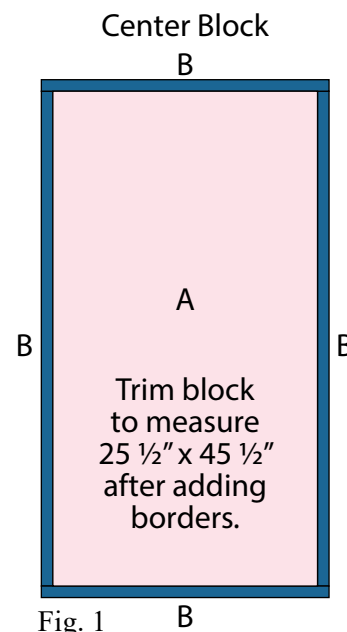 Center Block
B
A
B
B
Trim block
to measure
25 ½” x 45 ½”
after adding
borders.
Fig. 1
B